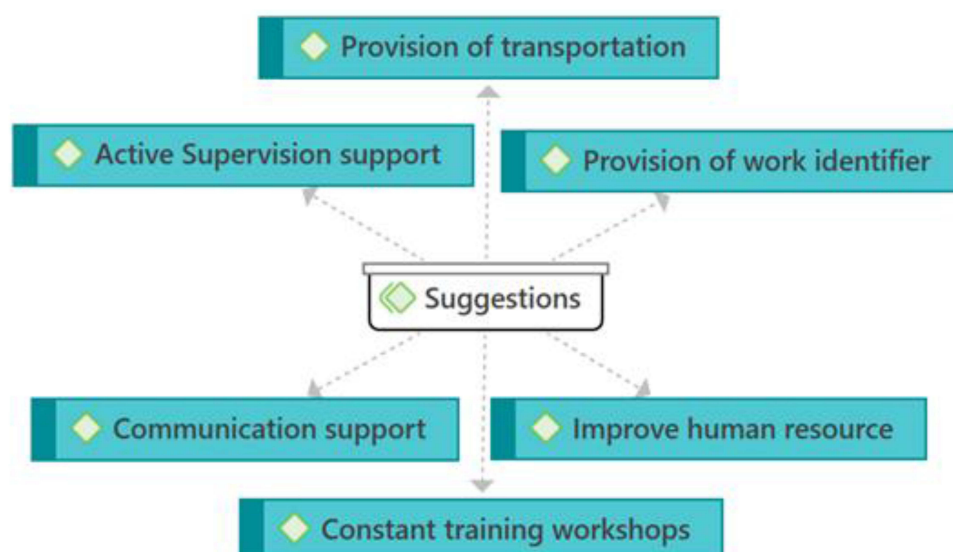 Provision of transportation
Active Supervision support
Provision of work identifier
Suggestions
Communication support
Improve human resource
Constant training workshops